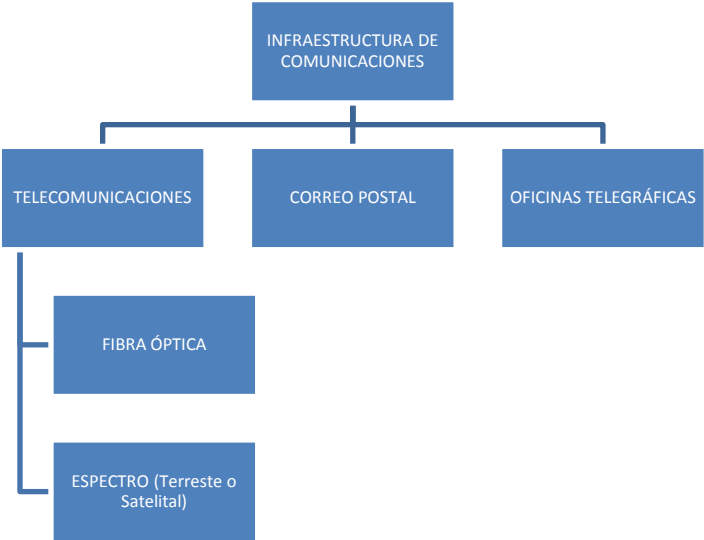 INFRAESTRUCTURA DE
COMUNICACIONES
TELECOMUNICACIONES
CORREO POSTAL
OFICINAS TELEGRÁFICAS
FIBRA ÓPTICA
ESPECTRO (Terreste o
Satelital)